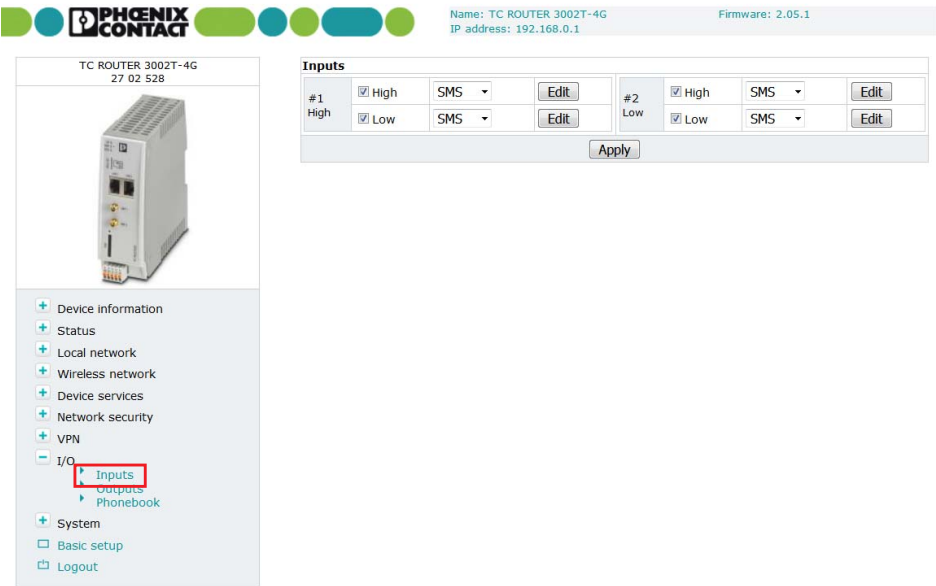 PHŒNIX
CONTACT
Name: TC ROUTER 3002T-4G
Firmware: 2.05.1
IP address: 192.168.0.1
TC ROUTER 3002T-4G
27 02 528
Inputs
#1 High
High SMS Edit
Low SMS Edit
#2 Low
High SMS Edit
Low SMS Edit
Apply
Device information
Status
Local network
Wireless network
Device services
Network security
VPN
I/O
Inputs
Outputs
Phonebook
System
Basic setup
Logout